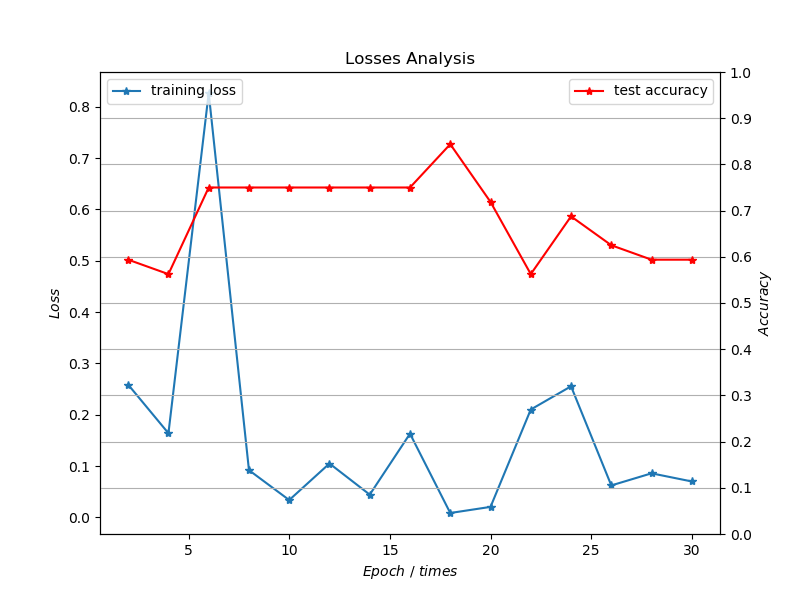 Losses Analysis
training loss
test accuracy
0.8
0.7
0.6
0.5
0.4
0.3
0.2
0.1
0.0
Loss
1.0
0.9
0.8
0.7
0.6
0.5
0.4
0.3
0.2
0.1
0.0
Accuracy
5 10 15 20 25 30
Epoch / times